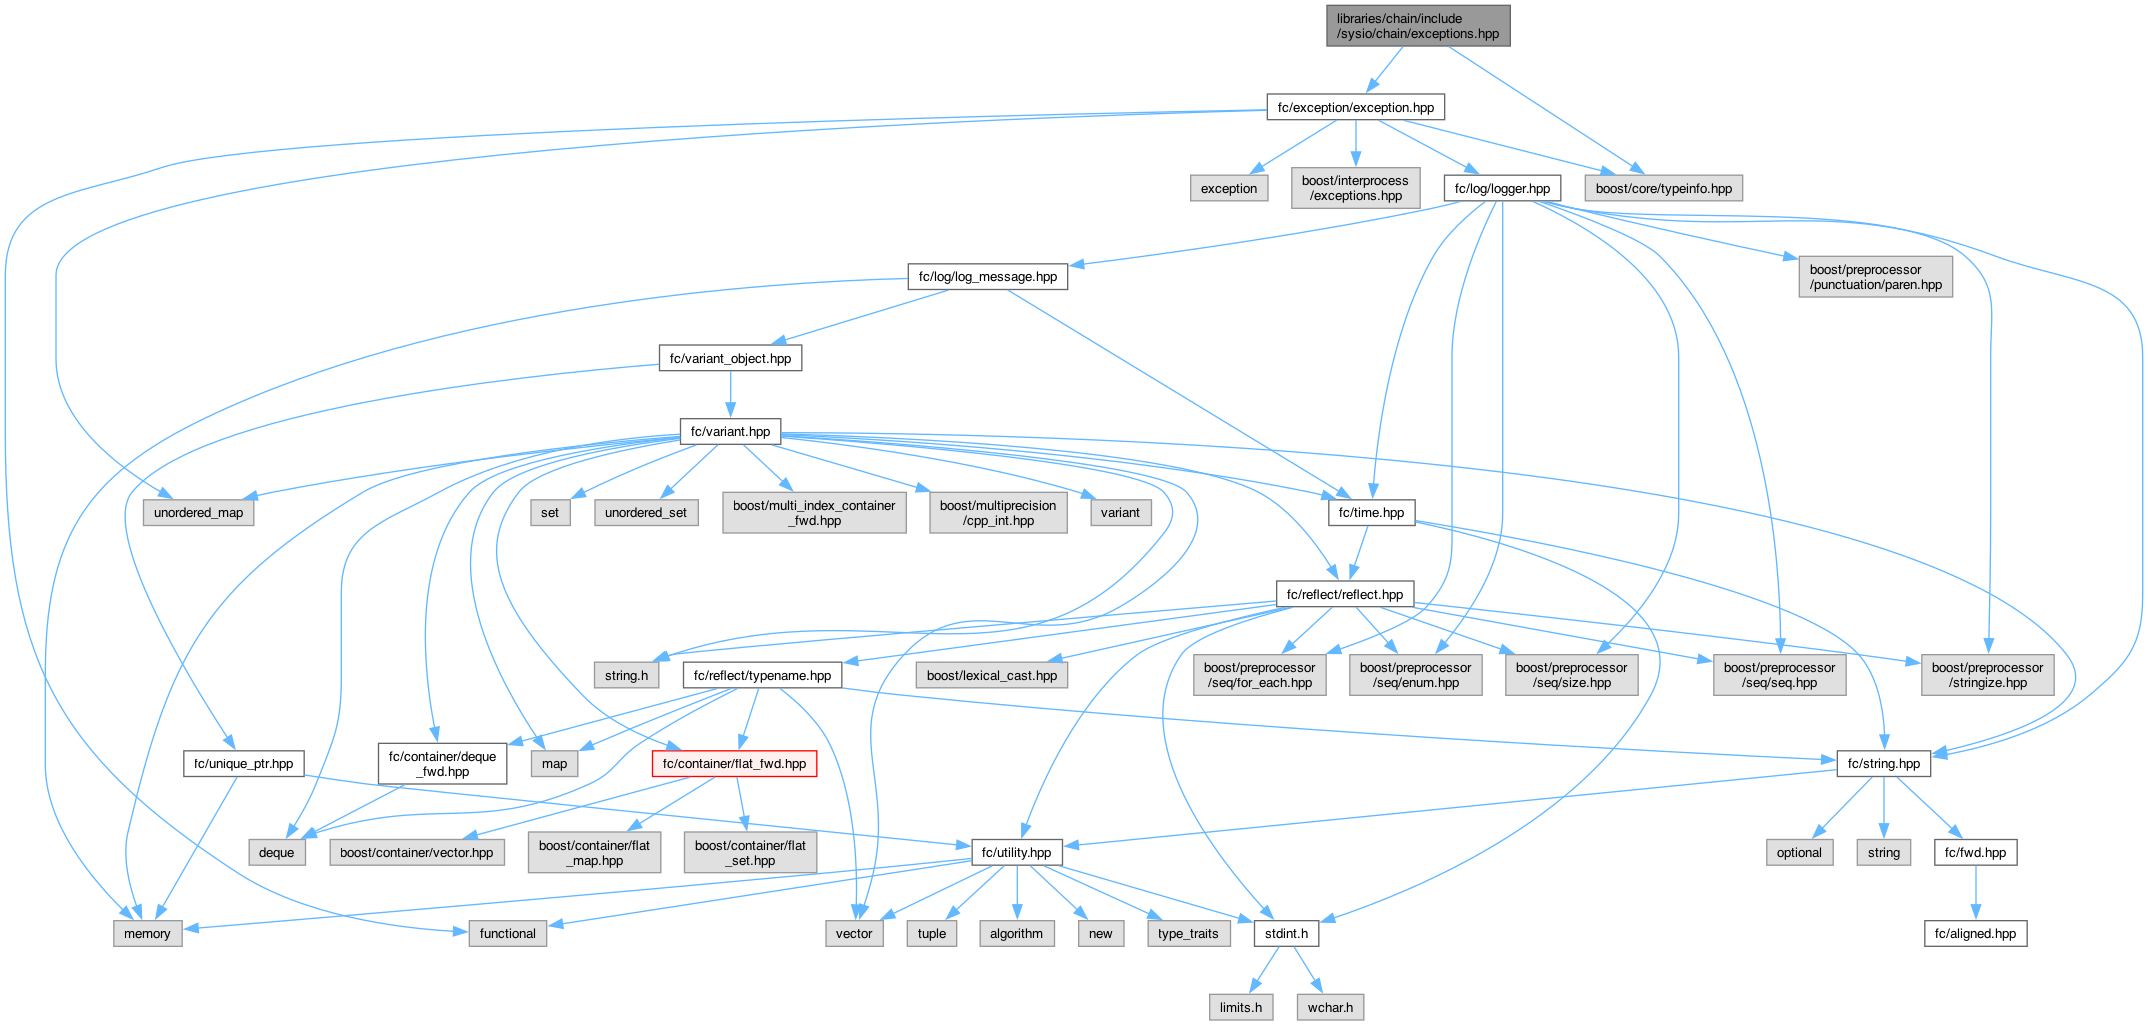 libraries/chain/include
/sysio/chain/exceptions.hpp
fc/exception/exception.hpp
exception
boost/interprocess
/exceptions.hpp
fc/log/logger.hpp
boost/core/typeinfo.hpp
fc/log/log_message.hpp
boost/preprocessor
/punctuation/paren.hpp
fc/variant_object.hpp
fc/variant.hpp
unordered_map
set
unordered_set
boost/multi_index_container
_fwd.hpp
boost/multiprecision
/cpp_int.hpp
variant
fc/time.hpp
fc/reflect/reflect.hpp
string.h
fc/reflect/typename.hpp
boost/lexical_cast.hpp
boost/preprocessor
/seq/for_each.hpp
boost/preprocessor
/seq/enum.hpp
boost/preprocessor
/seq/size.hpp
boost/preprocessor
/seq/seq.hpp
boost/preprocessor
/stringize.hpp
fc/unique_ptr.hpp
fc/container/deque
_fwd.hpp
map
fc/container/flat_fwd.hpp
fc/string.hpp
deque
boost/container/vector.hpp
boost/container/flat
_map.hpp
boost/container/flat
_set.hpp
fc/utility.hpp
optional
string
fc/fwd.hpp
memory
functional
vector
tuple
algorithm
new
type_traits
stdint.h
fc/aligned.hpp
limits.h
wchar.h